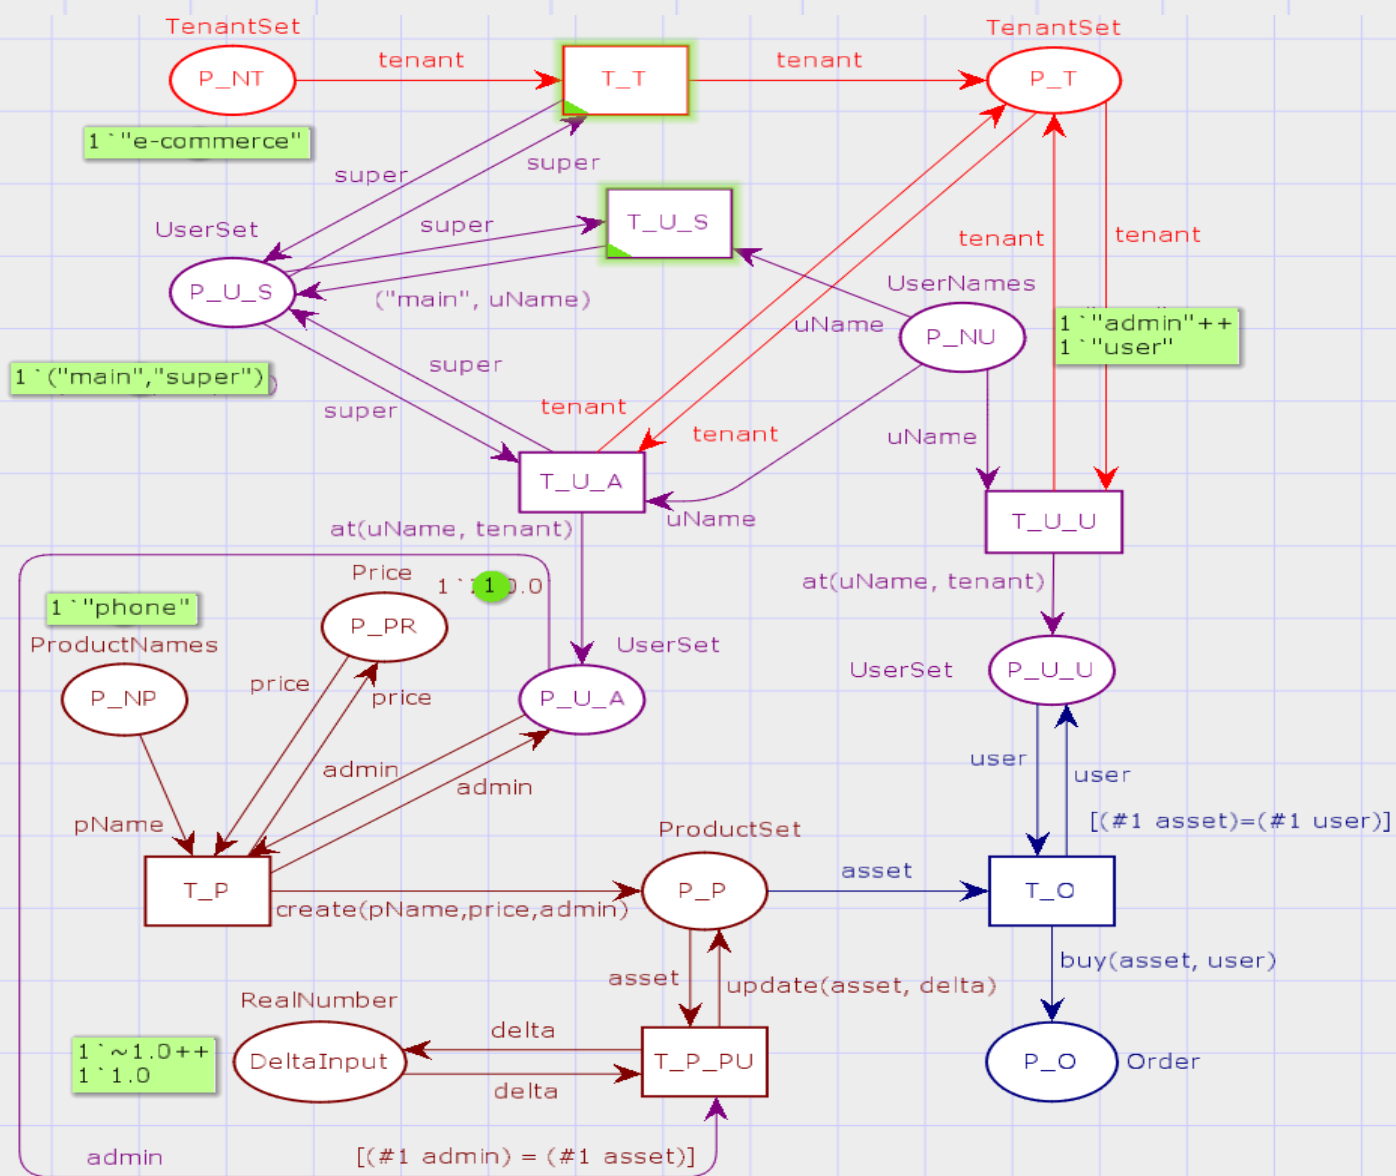 TenantSet
TenantSet
P_NT
tenant
T_T
tenant
P_T
1`"e-commerce"
super
super
UserSet
super
T_U_S
tenant
tenant
P_U_S
("main", uName)
UserNames
uName
P_NU
1`"admin"++
1`"user"
1`("main","super")
super
super
tenant
tenant
uName
T_U_A
uName
T_U_U
at(uName, tenant)
Price
1`
1
0.0
at(uName, tenant)
1`"phone"
P_PR
ProductNames
UserSet
UserSet
P_U_U
P_NP
price
price
P_U_A
admin
admin
user
user
pName
ProductSet
[(#1 asset)=(#1 user)]
T_P
create(pName,price,admin)
P_P
asset
T_O
asset
update(asset, delta)
buy(asset, user)
RealNumber
delta
1`~1.0++
1`1.0
DeltaInput
delta
T_P_PU
P_O
Order
admin
[(#1 admin) = (#1 asset)]